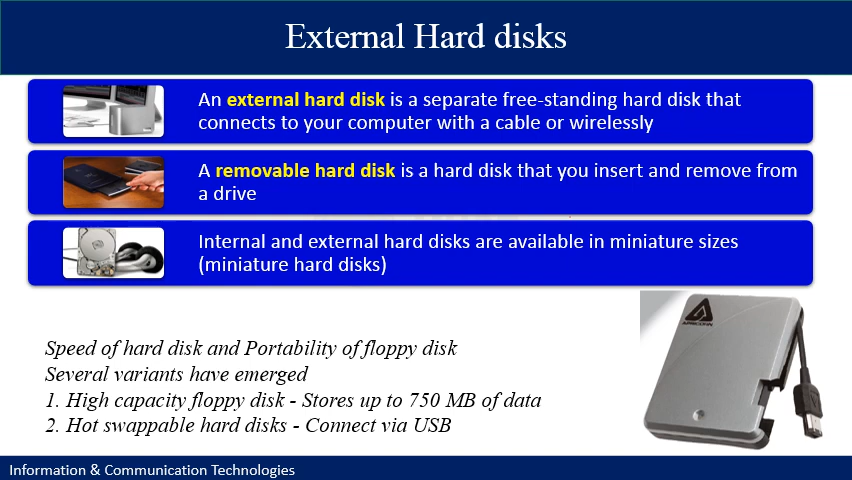 External Hard disks
An external hard disk is a separate free-standing hard disk that
connects to your computer with a cable or wirelessly
A removable hard disk is a hard disk that you insert and remove from
a drive
Internal and external hard disks are available in miniature sizes
(miniature hard disks)
APRICORN
Speed of hard disk and Portability of floppy disk
Several variants have emerged
1. High capacity floppy disk - Stores up to 750 MB of data
2. Hot swappable hard disks - Connect via USB
Information & Communication Technologies